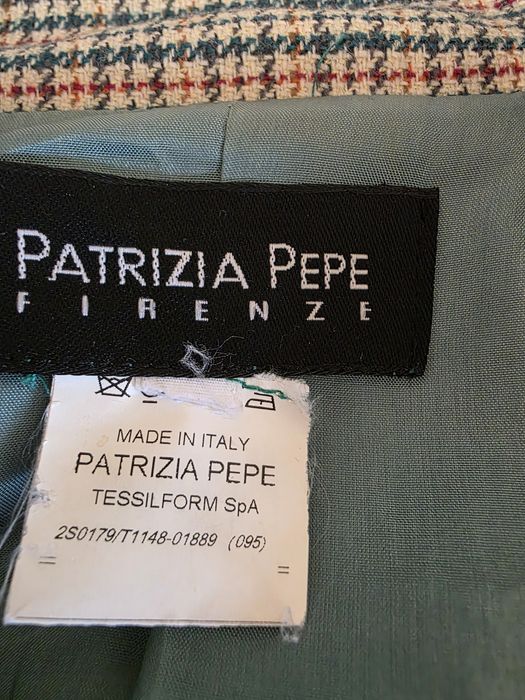 PATRIZIA PEPE
FIRENZE
MADE IN ITALY
PATRIZIA PEPE
TESSILFORM SpA
2S0179/T1148-01889 (095)